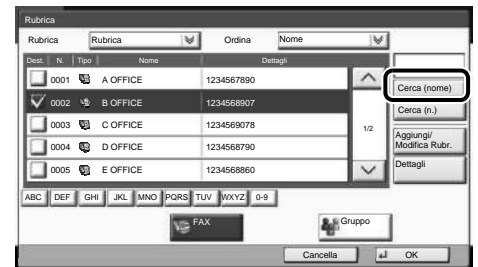 Rubrica
Rubrica Rubrica Ordina Nome
Dest. N. Tipo Nome Dettagli
0001 A OFFICE 1234567890
Cerca (nome)
0002 B OFFICE 1234568907
Cerca (n.)
0003 C OFFICE 1234569078
1/2
Aggiungi/
Modifica Rubr.
0004 D OFFICE 1234568790
Dettagli
0005 E OFFICE 1234568860
ABC DEF GHI JKL MNO PQRS TUV WXYZ 0-9
FAX Gruppo
Cancella OK